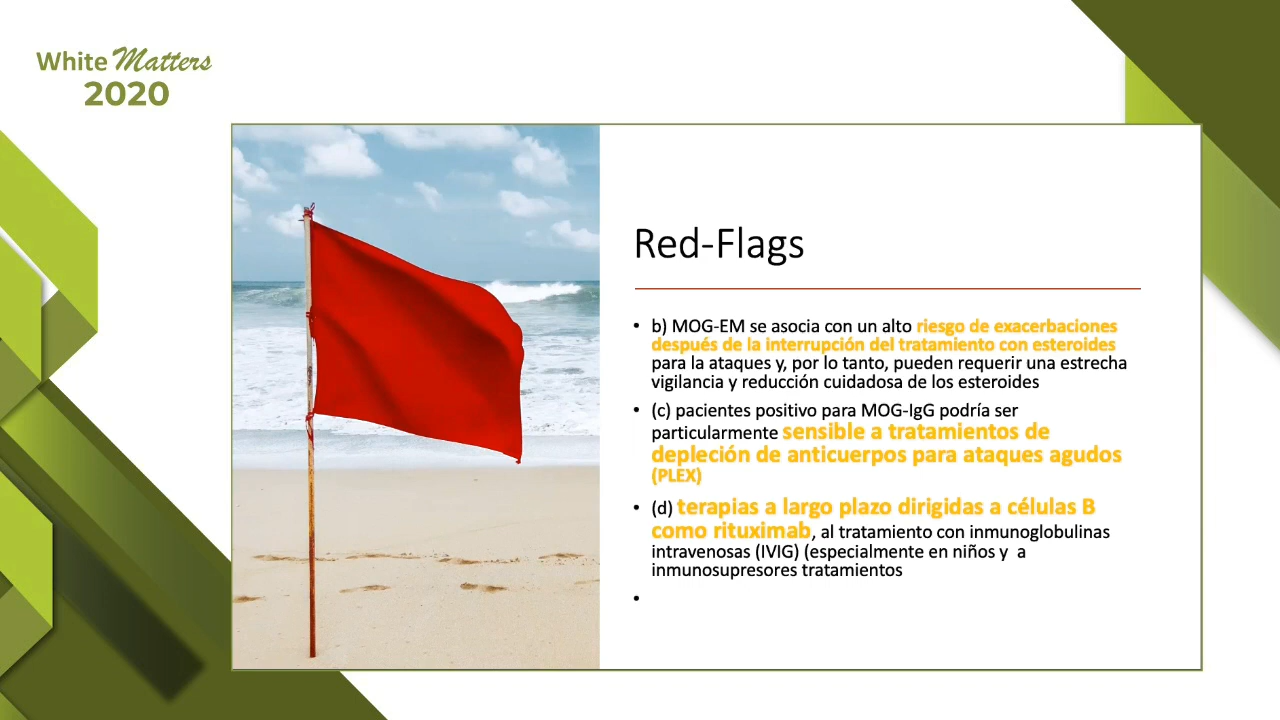 White Matters
2020
Red-Flags
• b) MOG-EM se asocia con un alto riesgo de exacerbaciones
después de la interrupción del tratamiento con esteroides
para la ataques y, por lo tanto, pueden requerir una estrecha
vigilancia y reducción cuidadosa de los esteroides
• (c) pacientes positivo para MOG-IgG podría ser
particularmente sensible a tratamientos de
depleción de anticuerpos para ataques agudos
(PLEX)
• (d) terapias a largo plazo dirigidas a células B
como rituximab, al tratamiento con inmunoglobulinas
intravenosas (IVIG) (especialmente en niños y a
inmunosupresores tratamientos
•